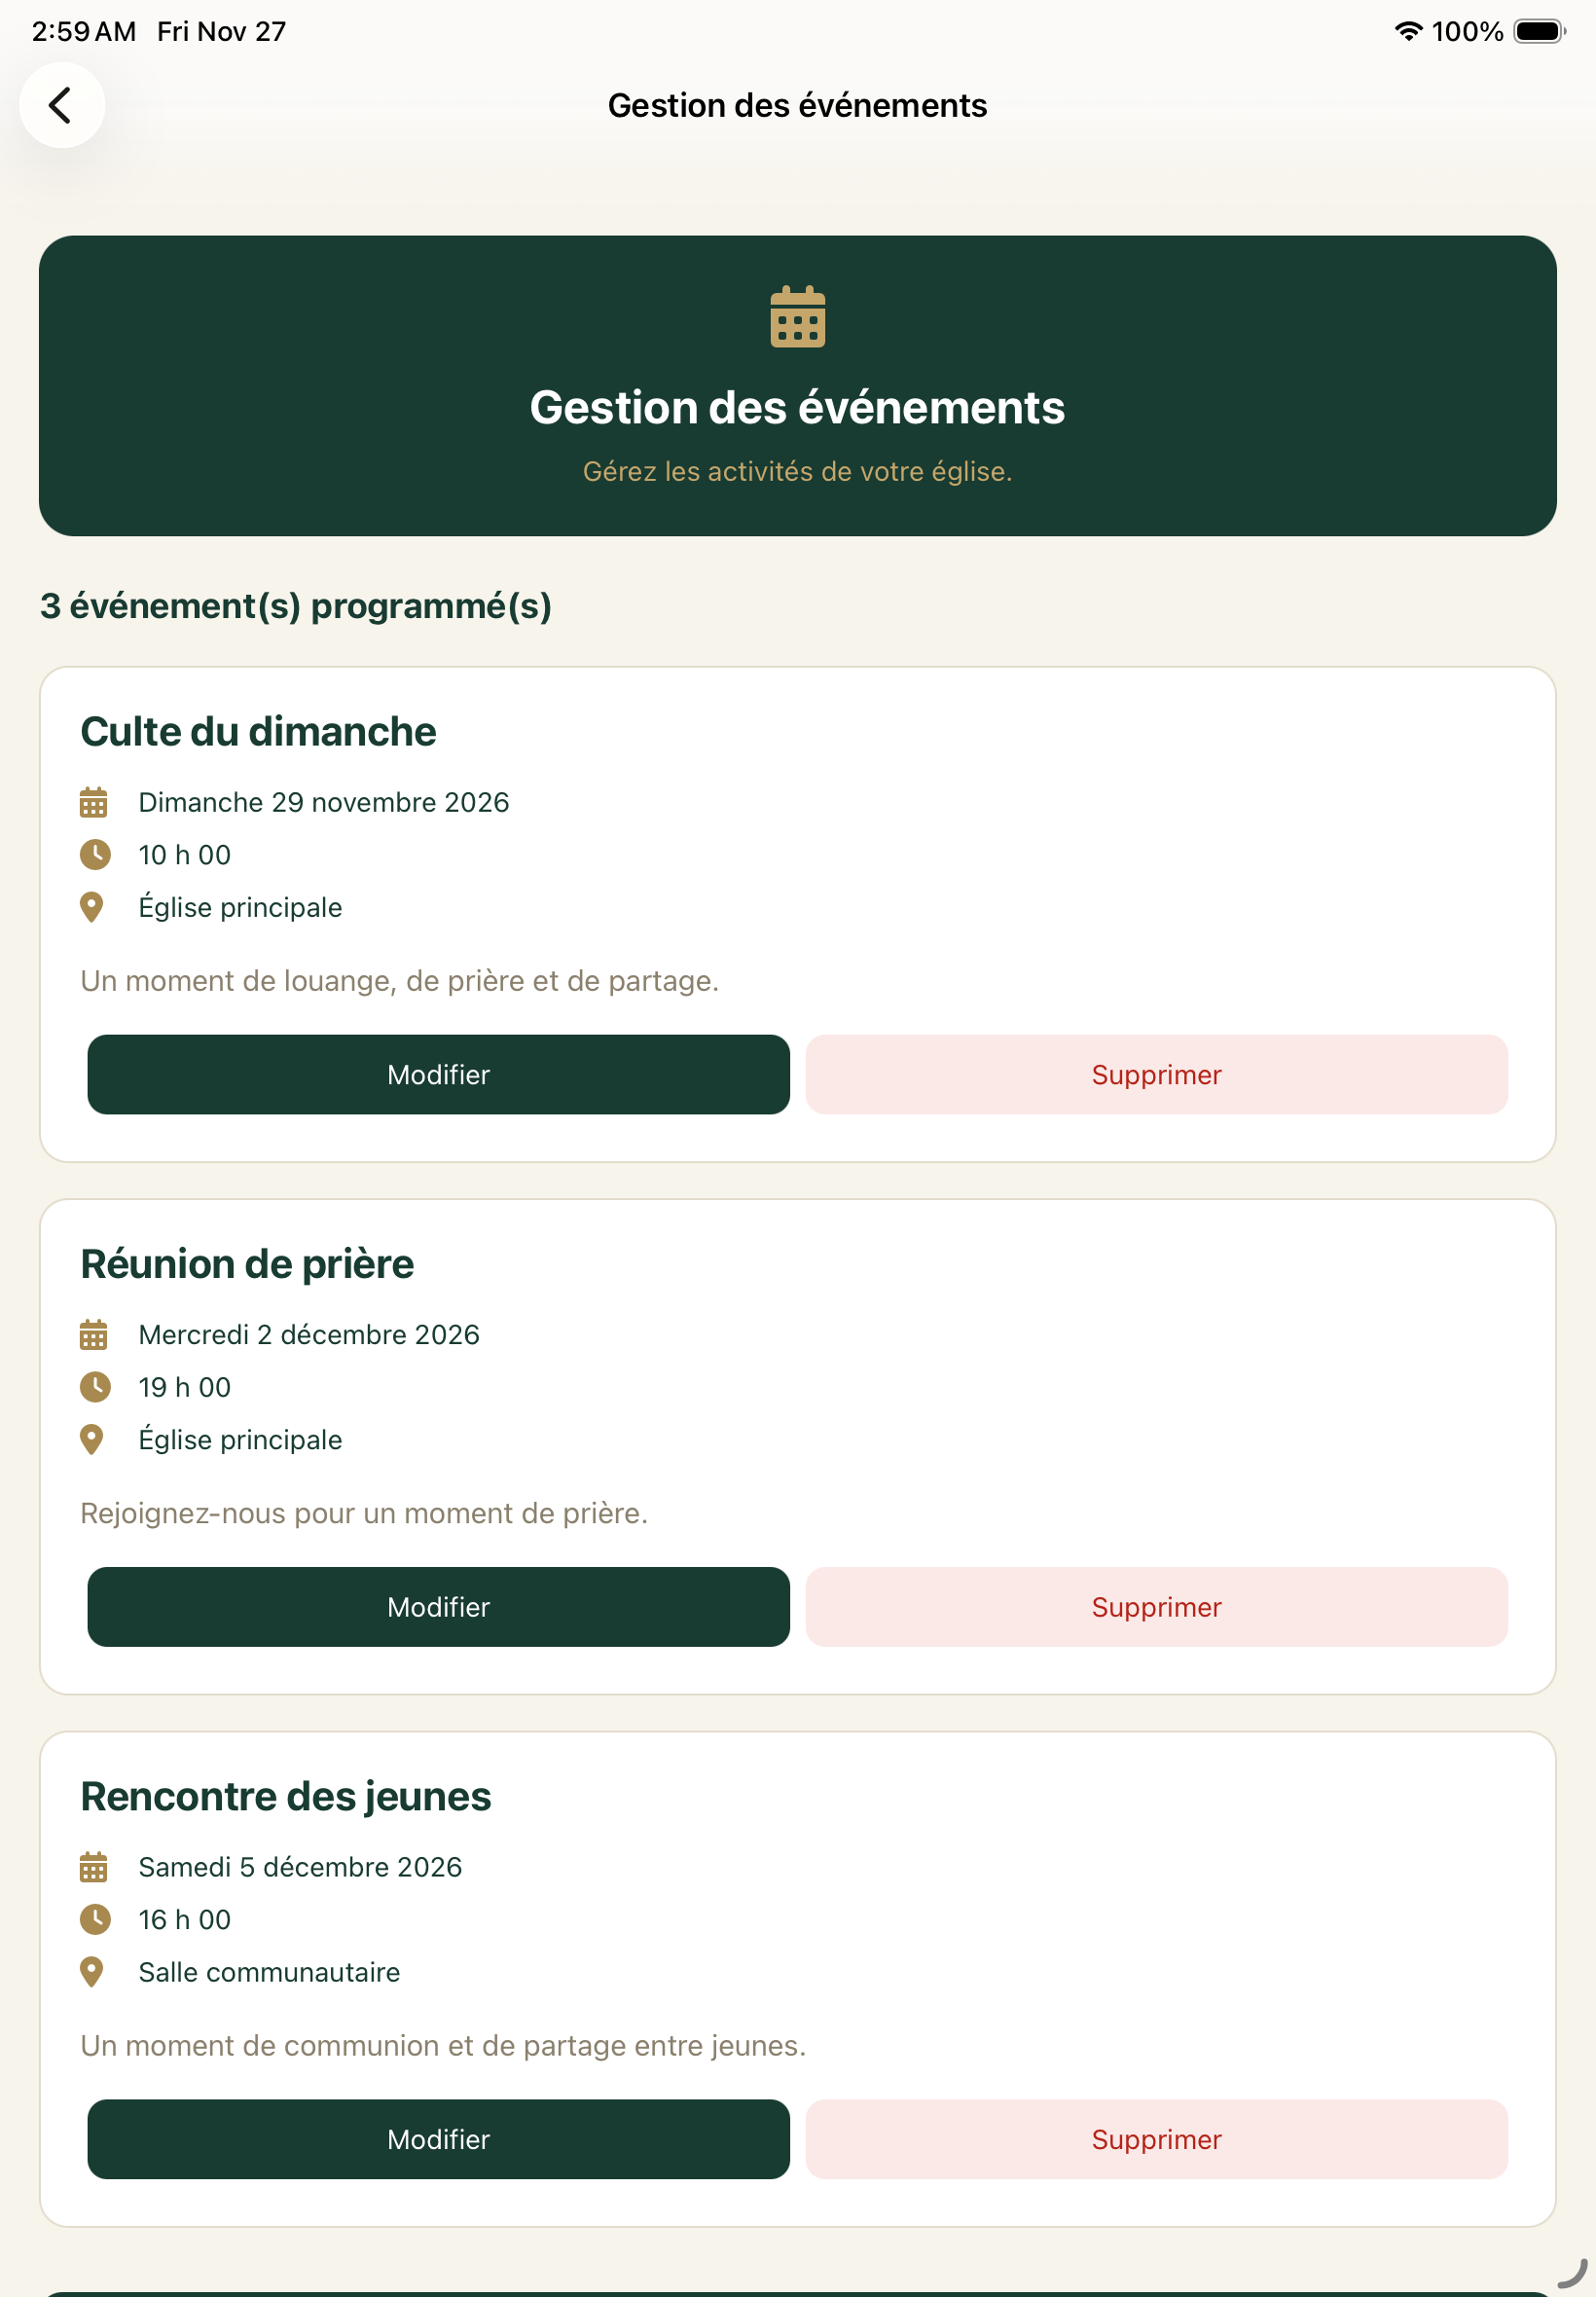 2:59 AM Fri Nov 27
100%
Gestion des événements
Gestion des événements
Gérez les activités de votre église.
3 événement(s) programmé(s)
Culte du dimanche
Dimanche 29 novembre 2026
10 h 00
Église principale
Un moment de louange, de prière et de partage.
Modifier Supprimer
Réunion de prière
Mercredi 2 décembre 2026
19 h 00
Église principale
Rejoignez-nous pour un moment de prière.
Modifier Supprimer
Rencontre des jeunes
Samedi 5 décembre 2026
16 h 00
Salle communautaire
Un moment de communion et de partage entre jeunes.
Modifier Supprimer